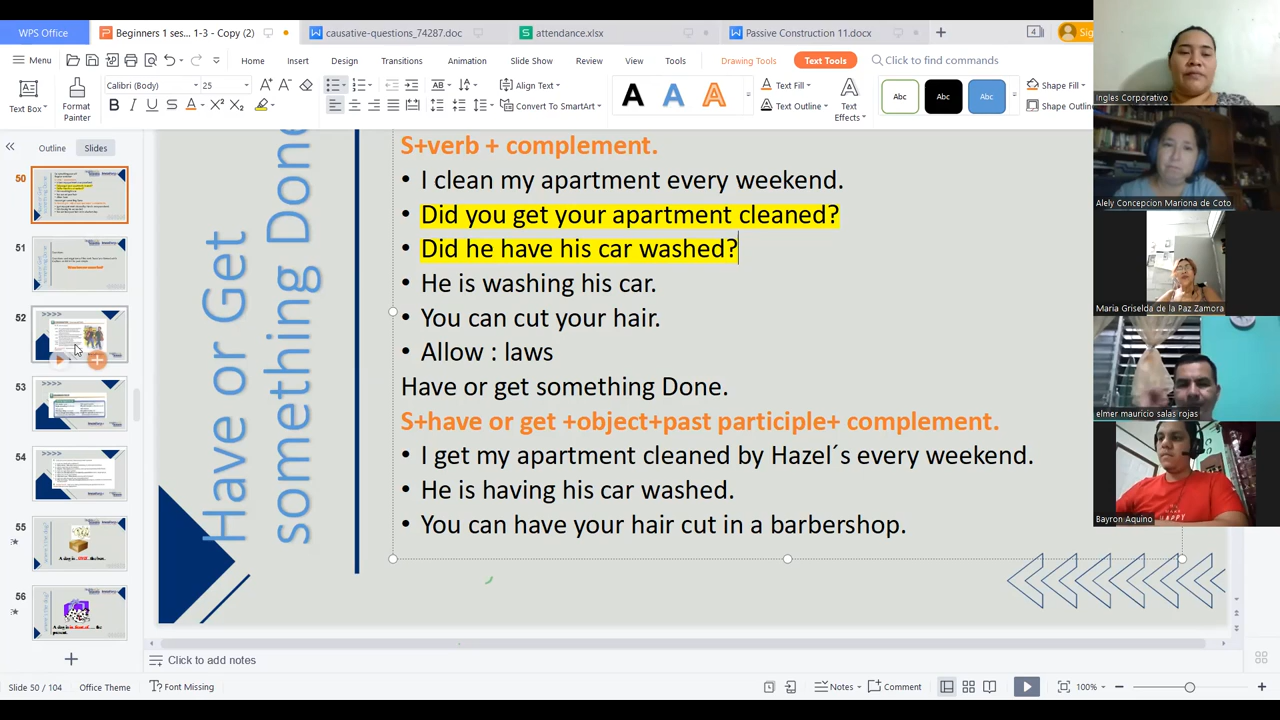 WPS Office
Beginners 1 ses... 1-3 - Copy (2)
causative-questions_74287.doc
attendance.xlsx
Passive Construction 11.docx
Menu
Home
Insert
Design
Transitions
Animations
Slide Show
Review
View
Tools
Drawing Tools
Text Tools
Click to find commands
Text Box
Format Painter
Calibri (Body)
25
Align Text
Convert To SmartArt
Text Fill
Text Outline
Text Effects
Abc
Abc
Abc
Shape Fill
Shape Outline
Outline
Slides
50
51
52
53
54
55
56
Have or Get
something Done
S+verb + complement.
• I clean my apartment every weekend.
• Did you get your apartment cleaned?
• Did he have his car washed?
• He is washing his car.
• You can cut your hair.
• Allow : laws
Have or get something Done.
S+have or get +object+past participle+ complement.
• I get my apartment cleaned by Hazel´s every weekend.
• He is having his car washed.
• You can have your hair cut in a barbershop.
Ingles Corporativo
Alely Concepcion Mariona de Coto
Maria Griselda de la Paz Zamora
elmer mauricio salas rojas
Bayron Aquino
Click to add notes
Slide 50 / 104
Office Theme
Font Missing
Notes
Comment
100%